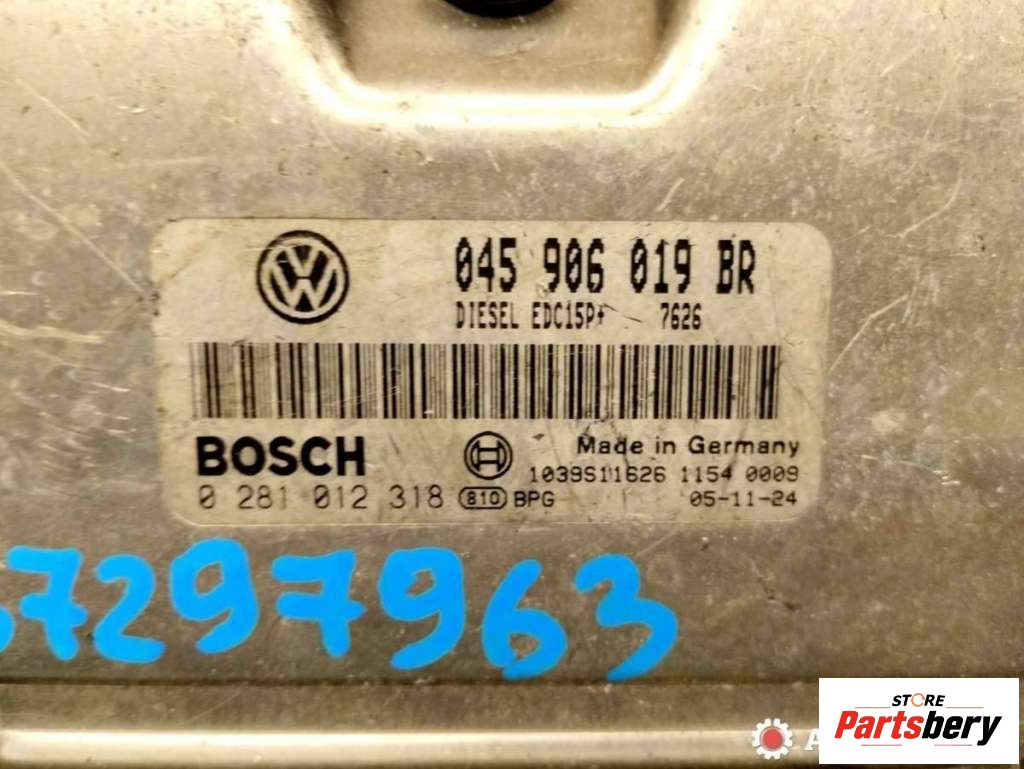 045 906 019 BR
DIESEL EDC15P+ 7626
BOSCH
Made in Germany
1039S11626 1154 0009
0 281 012 318 810 BPG 05-11-24
7297963
STORE
Partsbery